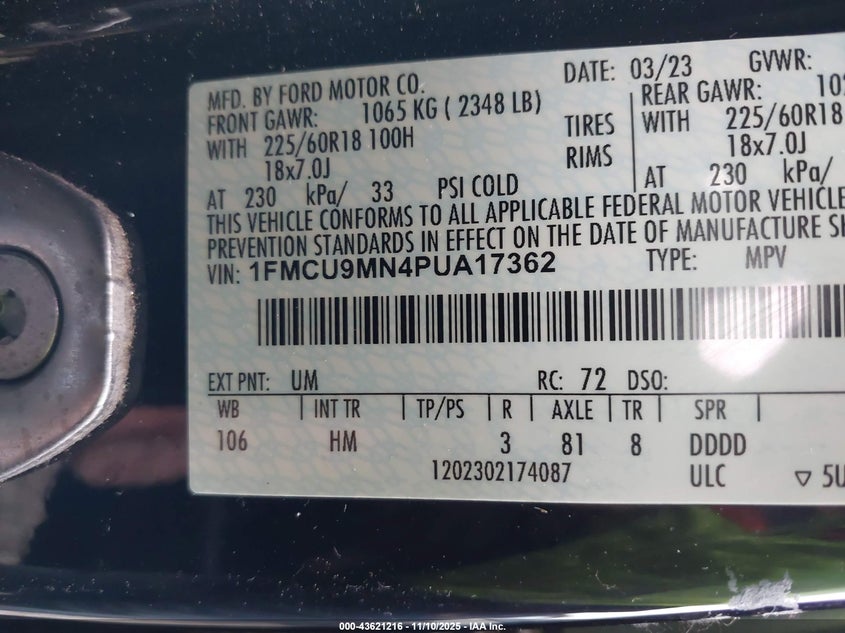 DATE: 03/23 GVWR:
MFD. BY FORD MOTOR CO.
FRONT GAWR: 1065 KG ( 2348 LB) REAR GAWR:
WITH 225/60R18 100H TIRES WITH 225/60R18
18x7.0J RIMS 18x7.0J
AT 230 kPa/ 33 PSI COLD AT 230 kPa/
THIS VEHICLE CONFORMS TO ALL APPLICABLE FEDERAL MOTOR VEHICLE
PREVENTION STANDARDS IN EFFECT ON THE DATE OF MANUFACTURE
VIN: 1FMCU9MN4PUA17362 TYPE: MPV
EXT PNT: UM RC: 72 DSO:
WB INT TR TP/PS R AXLE TR SPR
106 HM 3 81 8 DDDD
1202302174087 ULC ▽ 5U
000-43621216 - 11/10/2025 - IAA Inc.